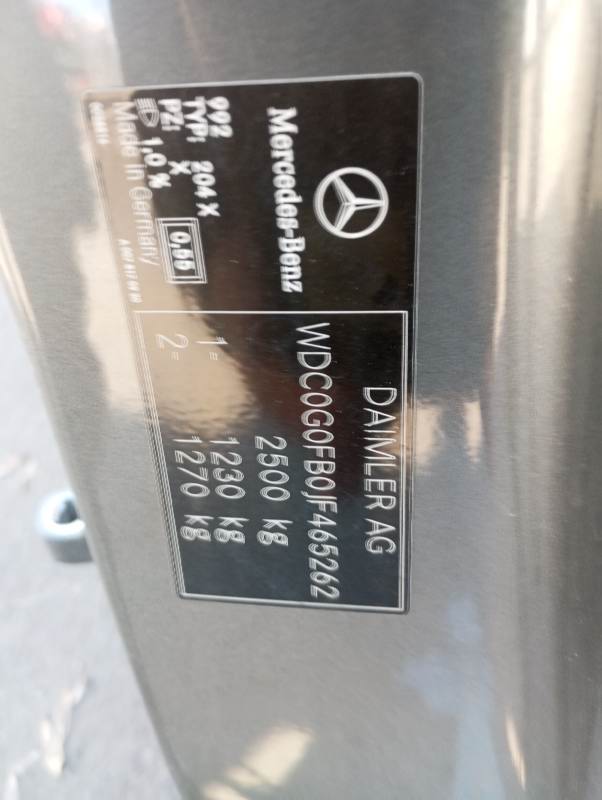 Mercedes-Benz
992
TYP: 204 X
PZ: X 0,55
1,0 %
Made in Germany
DAIMLER AG
WDC0G0FB0JF465262
2500 kg
1- 1230 kg
2- 1270 kg